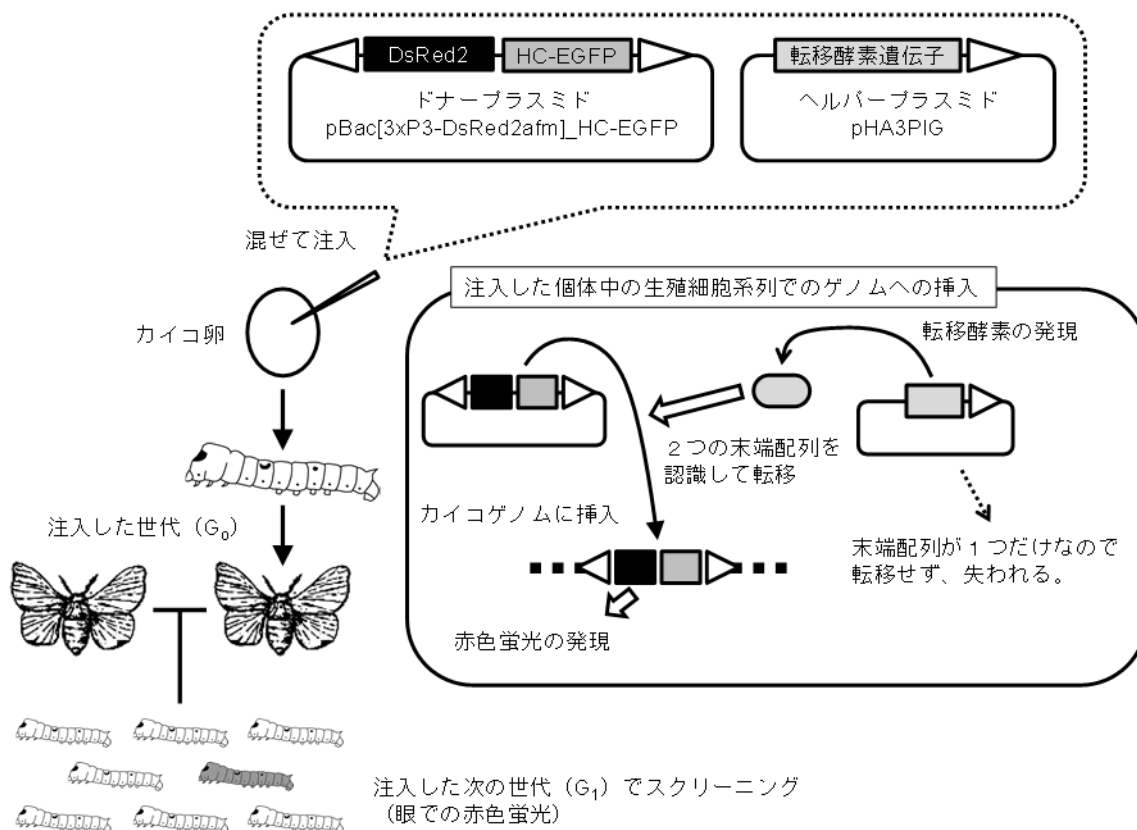 DsRed2
HC-EGFP
ドナープラスミド
pBac[3xP3-DsRed2afm]_HC-EGFP
転移酵素遺伝子
ヘルパープラスミド
pHA3PIG
混ぜて注入
カイコ卵
注入した世代（G0）
注入した個体中の生殖細胞系列でのゲノムへの挿入
転移酵素の発現
２つの末端配列を
認識して転移
カイコゲノムに挿入
末端配列が１つだけなので
転移せず、失われる。
赤色蛍光の発現
注入した次の世代（G1）でスクリーニング
（眼での赤色蛍光）